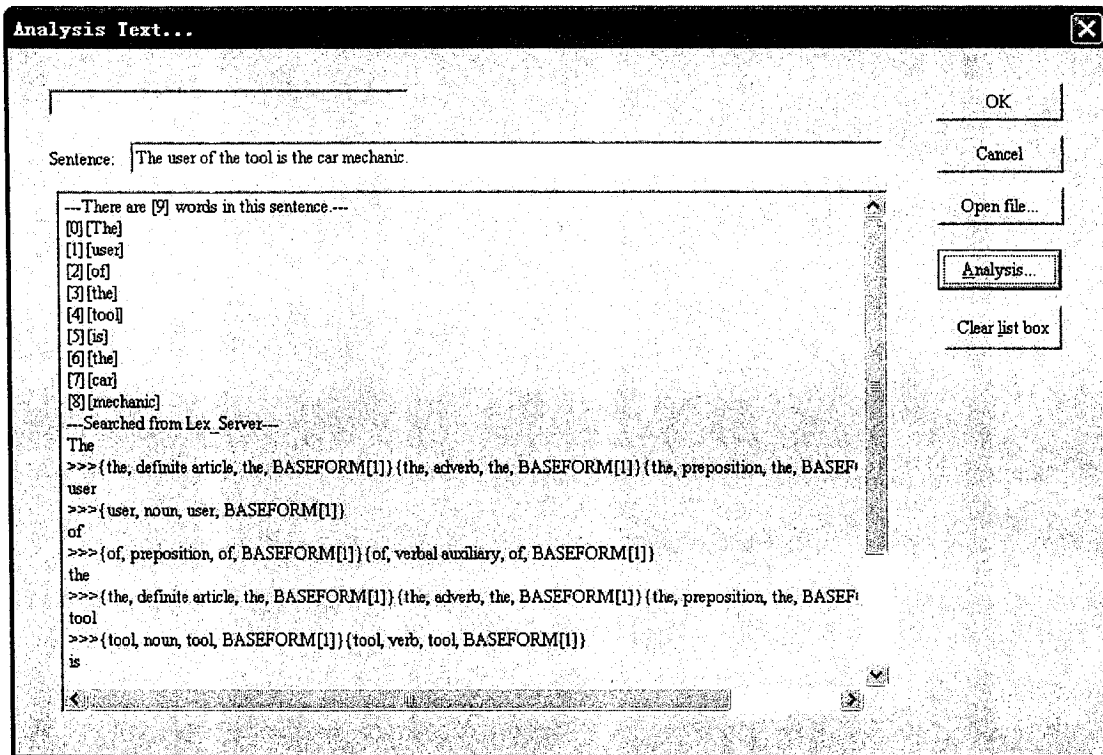 Analysis Text...
OK
Sentence: The user of the tool is the car mechanic.
Cancel
---There are [9] words in this sentence.---
[0] [The]
[1] [user]
[2] [of]
[3] [the]
[4] [tool]
[5] [is]
[6] [the]
[7] [car]
[8] [mechanic]
---Searched from Lex_Server---
The
>>>{the, definite article, the, BASEFORM[1]}{the, adverb, the, BASEFORM[1]}{the, preposition, the, BASEF
user
>>>{user, noun, user, BASEFORM[1]}
of
>>>{of, preposition, of, BASEFORM[1]}{of, verbal auxiliary, of, BASEFORM[1]}
the
>>>{the, definite article, the, BASEFORM[1]}{the, adverb, the, BASEFORM[1]}{the, preposition, the, BASEF
tool
>>>{tool, noun, tool, BASEFORM[1]}{tool, verb, tool, BASEFORM[1]}
is
Open file...
Analysis...
Clear list box